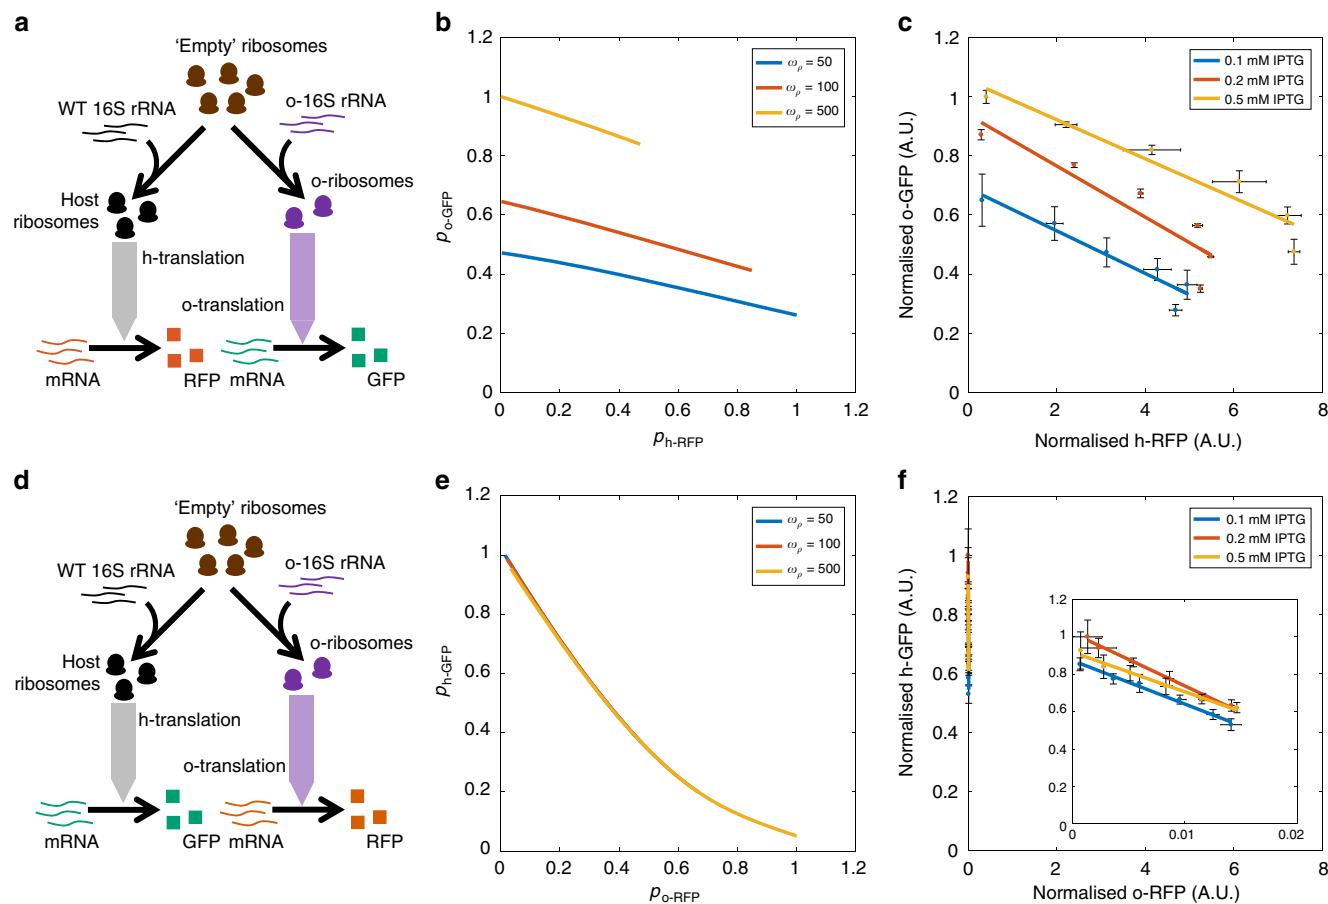 a
'Empty' ribosomes
WT 16S rRNA
o-16S rRNA
Host
ribosomes
o-ribosomes
h-translation
o-translation
mRNA
RFP
mRNA
GFP
b
1.2
1
0.8
0.6
0.4
0.2
0
p o-GFP
ωρ = 50
ωρ = 100
ωρ = 500
0
0.2
0.4
0.6
0.8
1
1.2
p h-RFP
c
1.2
1
0.8
0.6
0.4
0.2
0
Normalised o-GFP (A.U.)
0.1 mM IPTG
0.2 mM IPTG
0.5 mM IPTG
0
2
4
6
8
Normalised h-RFP (A.U.)
d
'Empty' ribosomes
WT 16S rRNA
o-16S rRNA
Host
ribosomes
o-ribosomes
h-translation
o-translation
mRNA
GFP
mRNA
RFP
e
1.2
1
0.8
0.6
0.4
0.2
0
p h-GFP
ωρ = 50
ωρ = 100
ωρ = 500
0
0.2
0.4
0.6
0.8
1
1.2
p o-RFP
f
1.2
1
0.8
0.6
0.4
0.2
0
Normalised h-GFP (A.U.)
0.1 mM IPTG
0.2 mM IPTG
0.5 mM IPTG
1.2
1
0.8
0.6
0.4
0.2
0
0
0.01
0.02
0
2
4
6
8
Normalised o-RFP (A.U.)